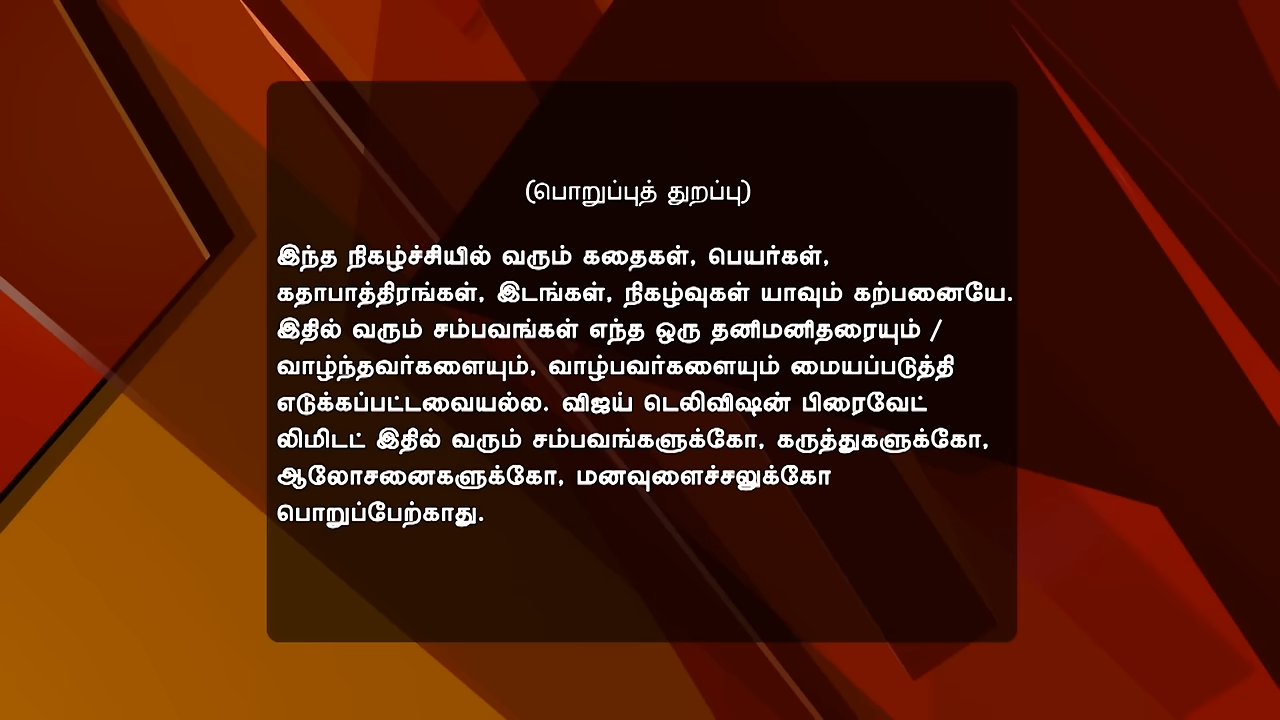 (பொறுப்புத் துறப்பு)
இந்த நிகழ்ச்சியில் வரும் கதைகள், பெயர்கள்,
கதாபாத்திரங்கள், இடங்கள், நிகழ்வுகள் யாவும் கற்பனையே.
இதில் வரும் சம்பவங்கள் எந்த ஒரு தனிமனிதரையும் /
வாழ்ந்தவர்களையும், வாழ்பவர்களையும் மையப்படுத்தி
எடுக்கப்பட்டவையல்ல. விஜய் டெலிவிஷன் பிரைவேட்
லிமிடட் இதில் வரும் சம்பவங்களுக்கோ, கருத்துகளுக்கோ,
ஆலோசனைகளுக்கோ, மனவுளைச்சலுக்கோ
பொறுப்பேற்காது.